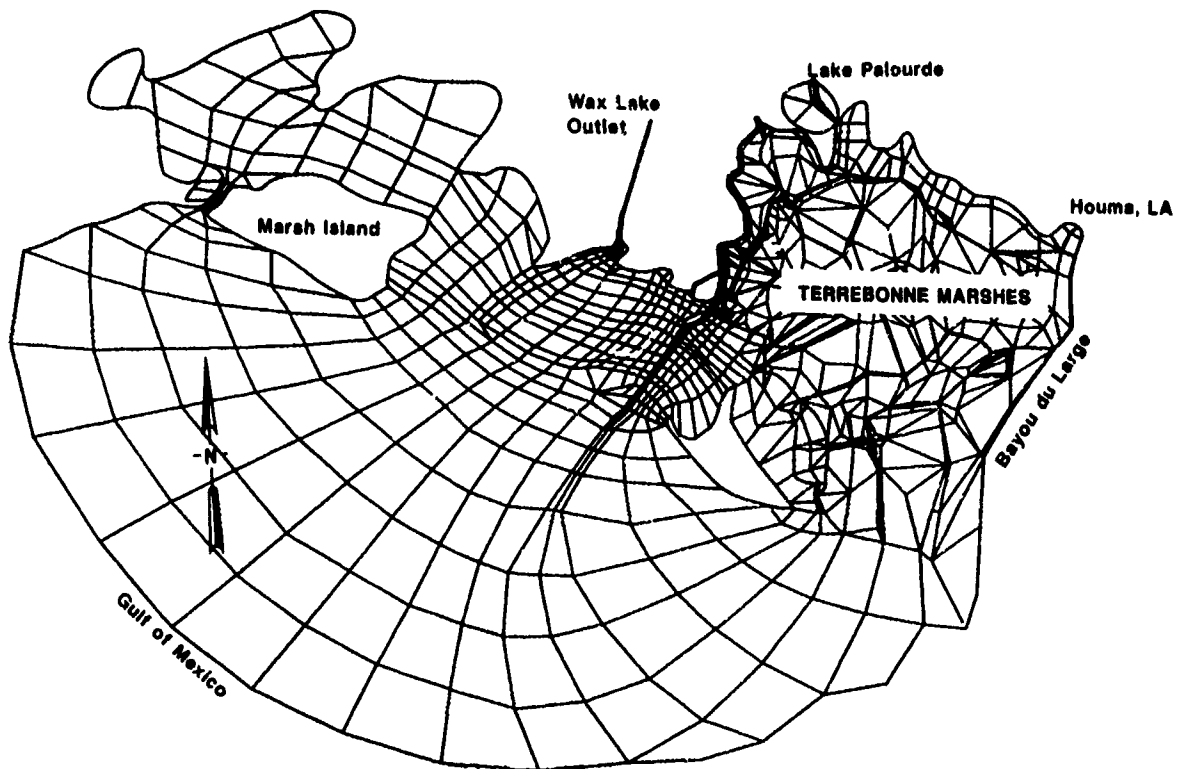 Lake Palourde
Wax Lake
Outlet
Houma, LA
Marsh Island
TERREBONNE MARSHES
Bayou du Large
-N-
Gulf of Mexico